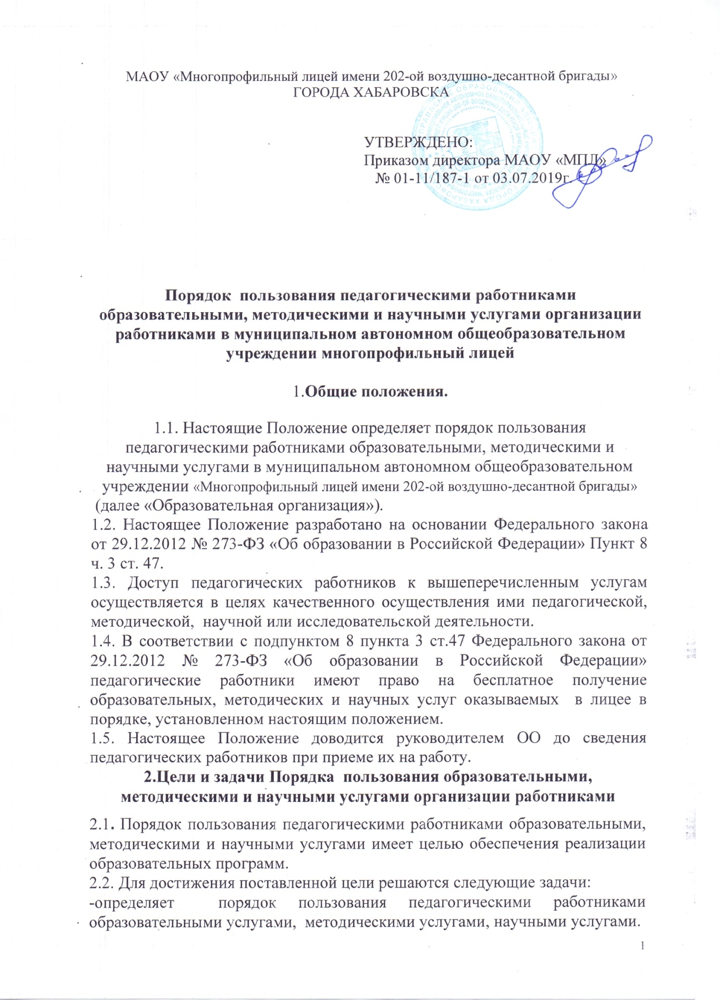 МАОУ «Многопрофильный лицей имени 202-ой воздушно-десантной бригады»
ГОРОДА ХАБАРОВСКА
УТВЕРЖДЕНО:
Приказом директора МАОУ «МПЛ»
№ 01-11/187-1 от 03.07.2019г.
Порядок пользования педагогическими работниками
образовательными, методическими и научными услугами организации
работниками в муниципальном автономном общеобразовательном
учреждении многопрофильный лицей
1.Общие положения.
1.1. Настоящие Положение определяет порядок пользования
педагогическими работниками образовательными, методическими и
научными услугами в муниципальном автономном общеобразовательном
учреждении «Многопрофильный лицей имени 202-ой воздушно-десантной бригады»
(далее «Образовательная организация»).
1.2. Настоящее Положение разработано на основании Федерального закона
от 29.12.2012 № 273-ФЗ «Об образовании в Российской Федерации» Пункт 8
ч. 3 ст. 47.
1.3. Доступ педагогических работников к вышеперечисленным услугам
осуществляется в целях качественного осуществления ими педагогической,
методической, научной или исследовательской деятельности.
1.4. В соответствии с подпунктом 8 пункта 3 ст.47 Федерального закона от
29.12.2012 № 273-ФЗ «Об образовании в Российской Федерации»
педагогические работники имеют право на бесплатное получение
образовательных, методических и научных услуг оказываемых в лицее в
порядке, установленном настоящим положением.
1.5. Настоящее Положение доводится руководителем ОО до сведения
педагогических работников при приеме их на работу.
2.Цели и задачи Порядка пользования образовательными,
методическими и научными услугами организации работниками
2.1. Порядок пользования педагогическими работниками образовательными,
методическими и научными услугами имеет целью обеспечения реализации
образовательных программ.
2.2. Для достижения поставленной цели решаются следующие задачи:
-определяет порядок пользования педагогическими работниками
образовательными услугами, методическими услугами, научными услугами.
1